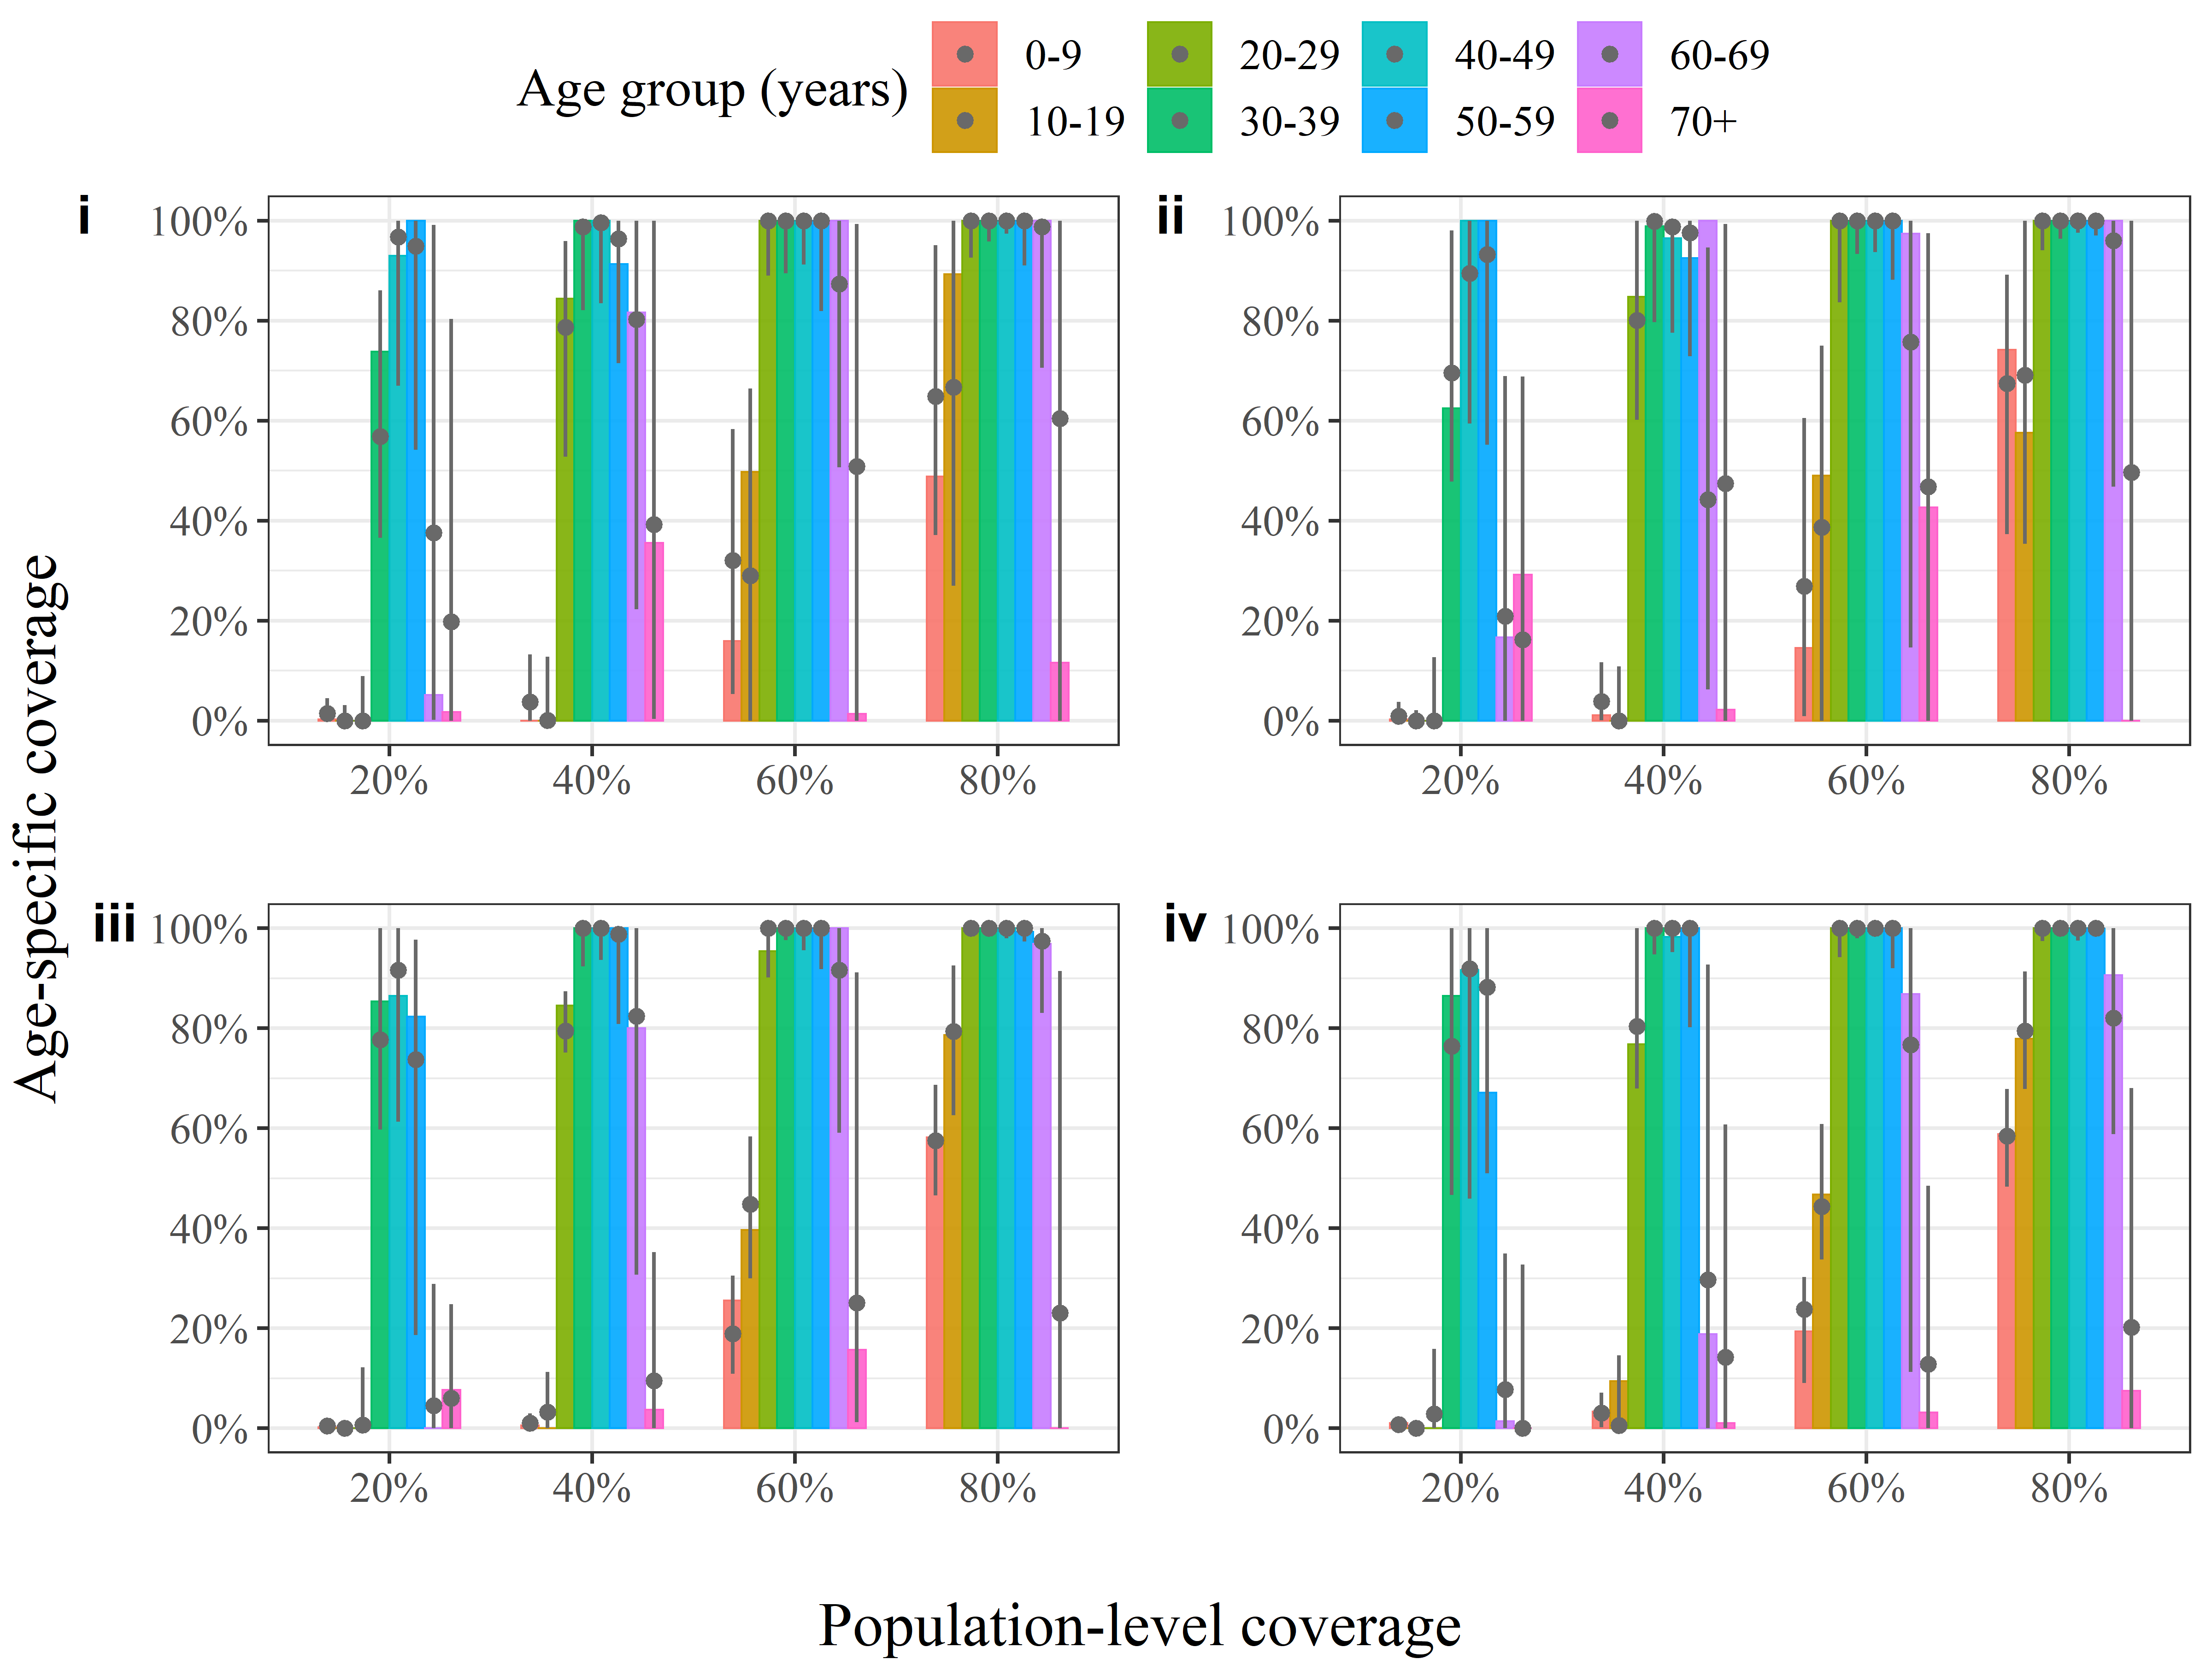 Age group (years)
0-9 20-29 40-49 60-69
10-19 30-39 50-59 70+
i ii
100% 100%
80% 80%
60% 60%
40% 40%
20% 20%
0% 0%
20% 40% 60% 80% 20% 40% 60% 80%
Age-specific coverage
iii iv
100% 100%
80% 80%
60% 60%
40% 40%
20% 20%
0% 0%
20% 40% 60% 80% 20% 40% 60% 80%
Population-level coverage